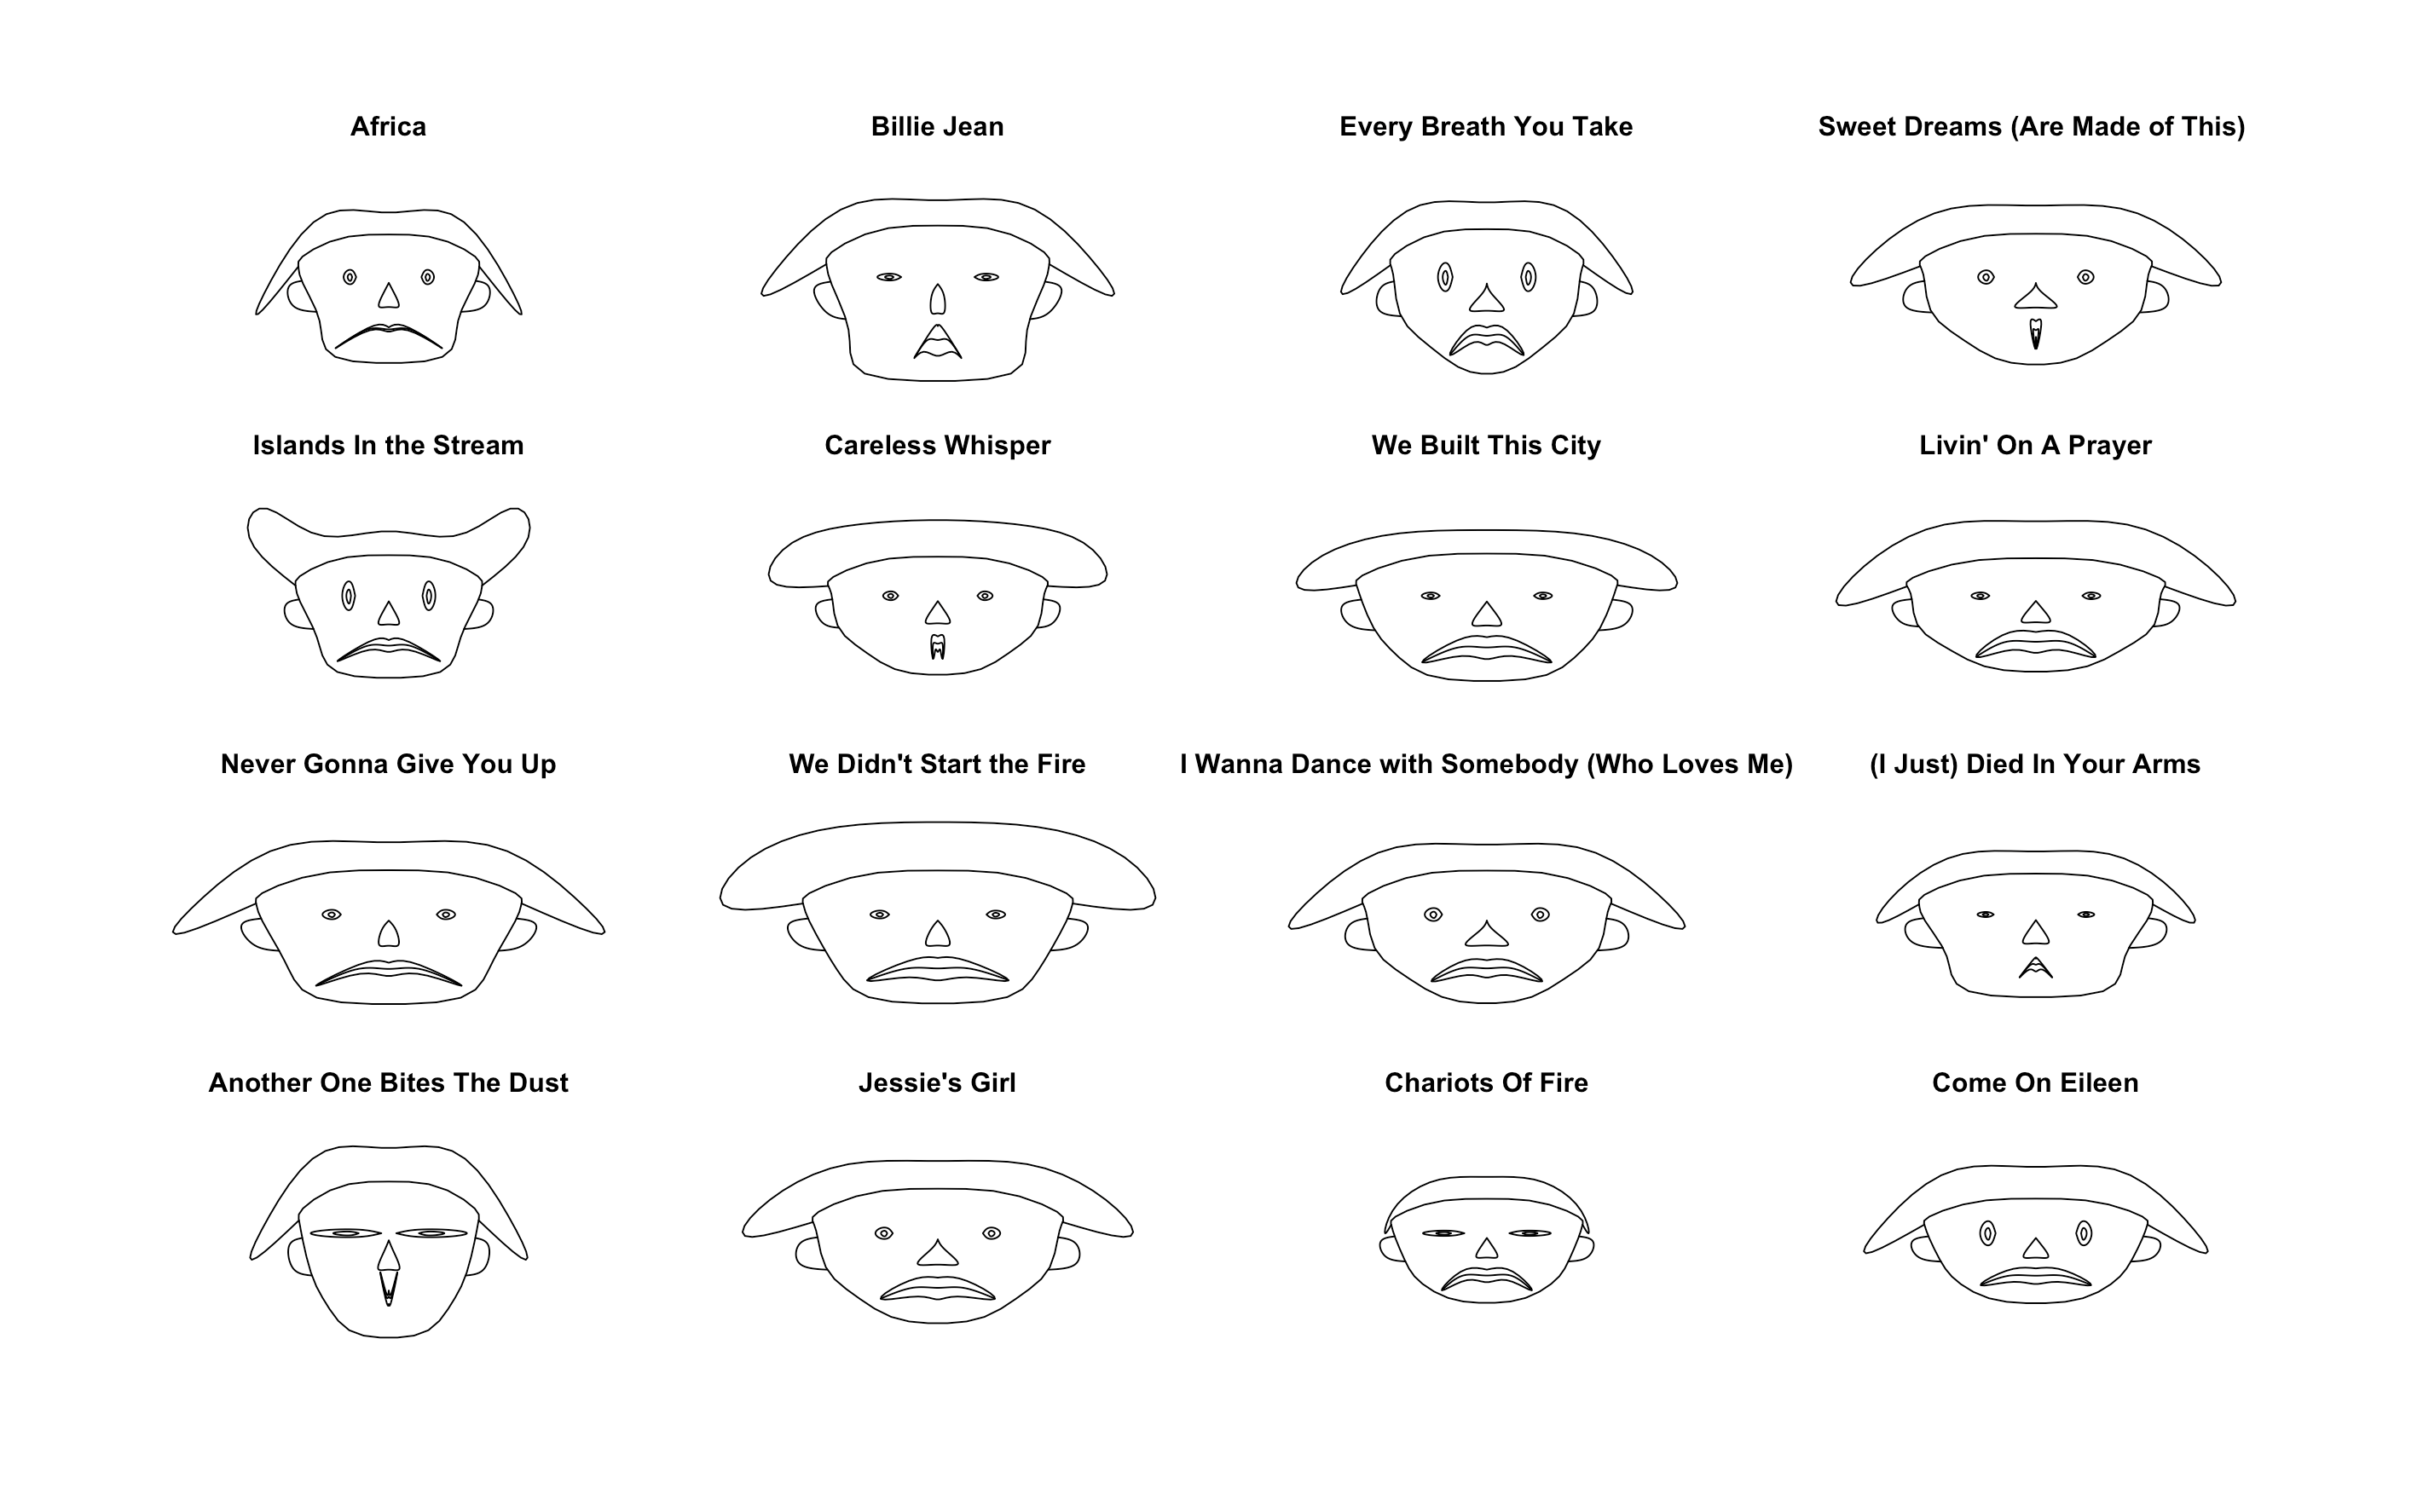 Africa
Billie Jean
Every Breath You Take
Sweet Dreams (Are Made of This)
Islands In the Stream
Careless Whisper
We Built This City
Livin' On A Prayer
Never Gonna Give You Up
We Didn't Start the Fire
I Wanna Dance with Somebody (Who Loves Me)
(I Just) Died In Your Arms
Another One Bites The Dust
Jessie's Girl
Chariots Of Fire
Come On Eileen